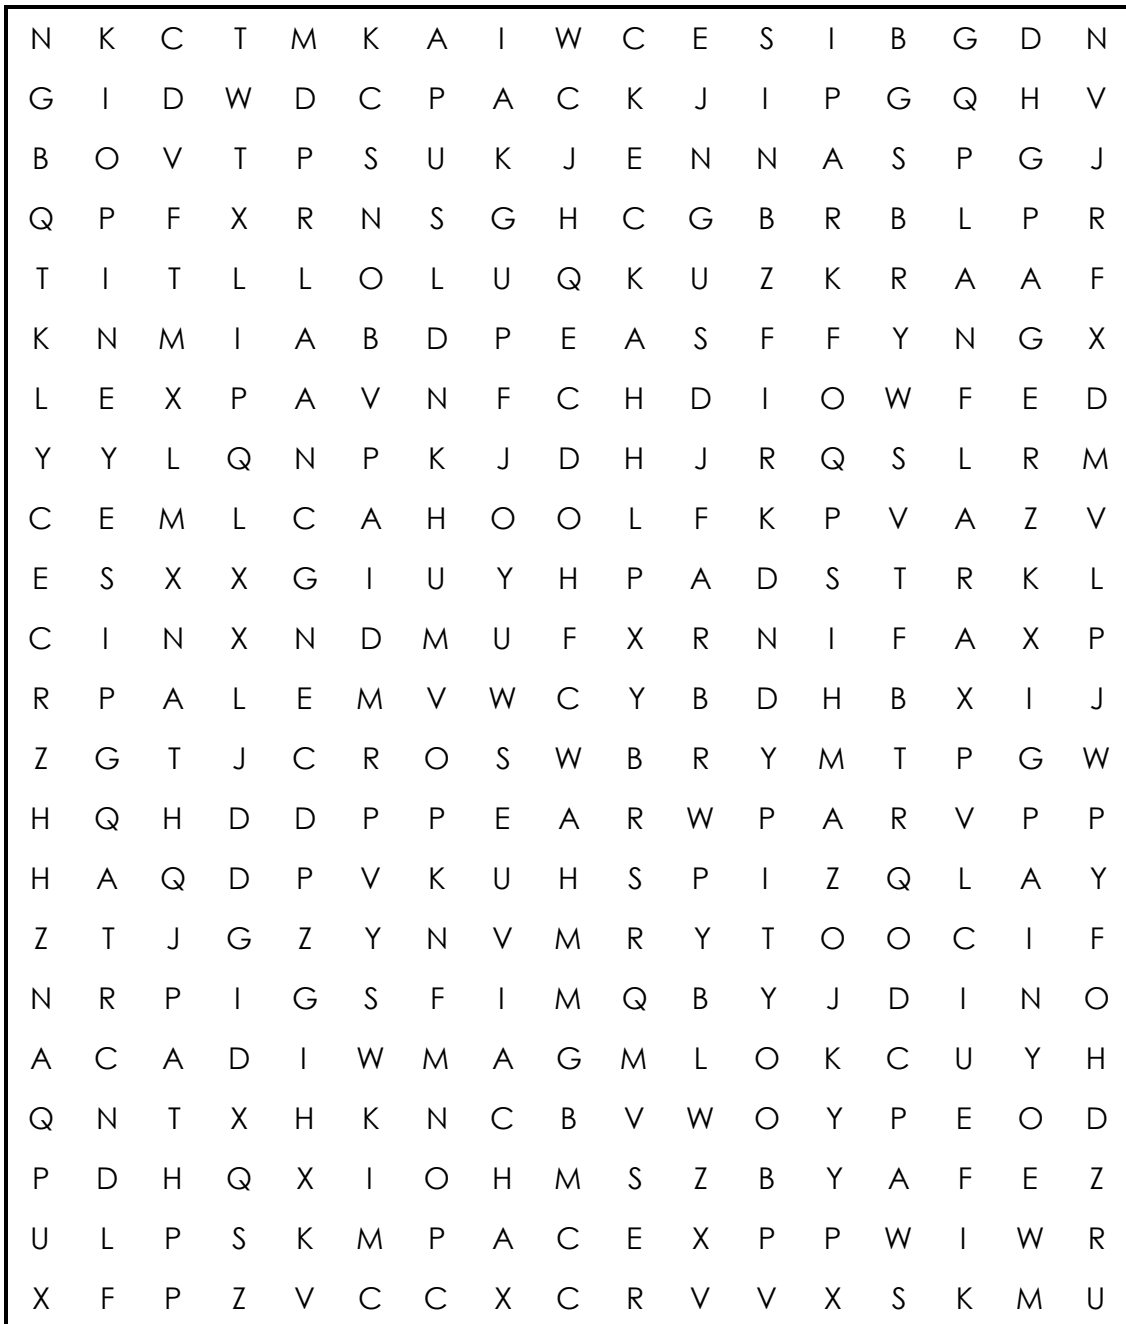 N K C T M K A I W C E S I B G D N
G I D W D C P A C K J I P G Q H V
B O V T P S U K J E N N A S P G J
Q P F X R N S G H C G B R B L P R
T I T L L O L U Q K U Z K R A A F
K N M I A B D P E A S F F Y N G X
L E X P A V N F C H D I O W F E D
Y Y L Q N P K J D H J R Q S L R M
C E M L C A H O O L F K P V A Z V
E S X X G I U Y H P A D S T R K L
C I N X N D M U F X R N I F A X P
R P A L E M V W C Y B D H B X I J
Z G T J C R O S W B R Y M T P G W
H Q H D D P P E A R W P A R V P P
H A Q D P V K U H S P I Z Q L A Y
Z T J G Z Y N V M R Y T O O C I F
N R P I G S F I M Q B Y J D I N O
A C A D I W M A G M L O K C U Y H
Q N T X H K N C B V W O Y P E O D
P D H Q X I O H M S Z B Y A F E Z
U L P S K M P A C E X P P W I W R
X F P Z V C C X C R V V X S K M U